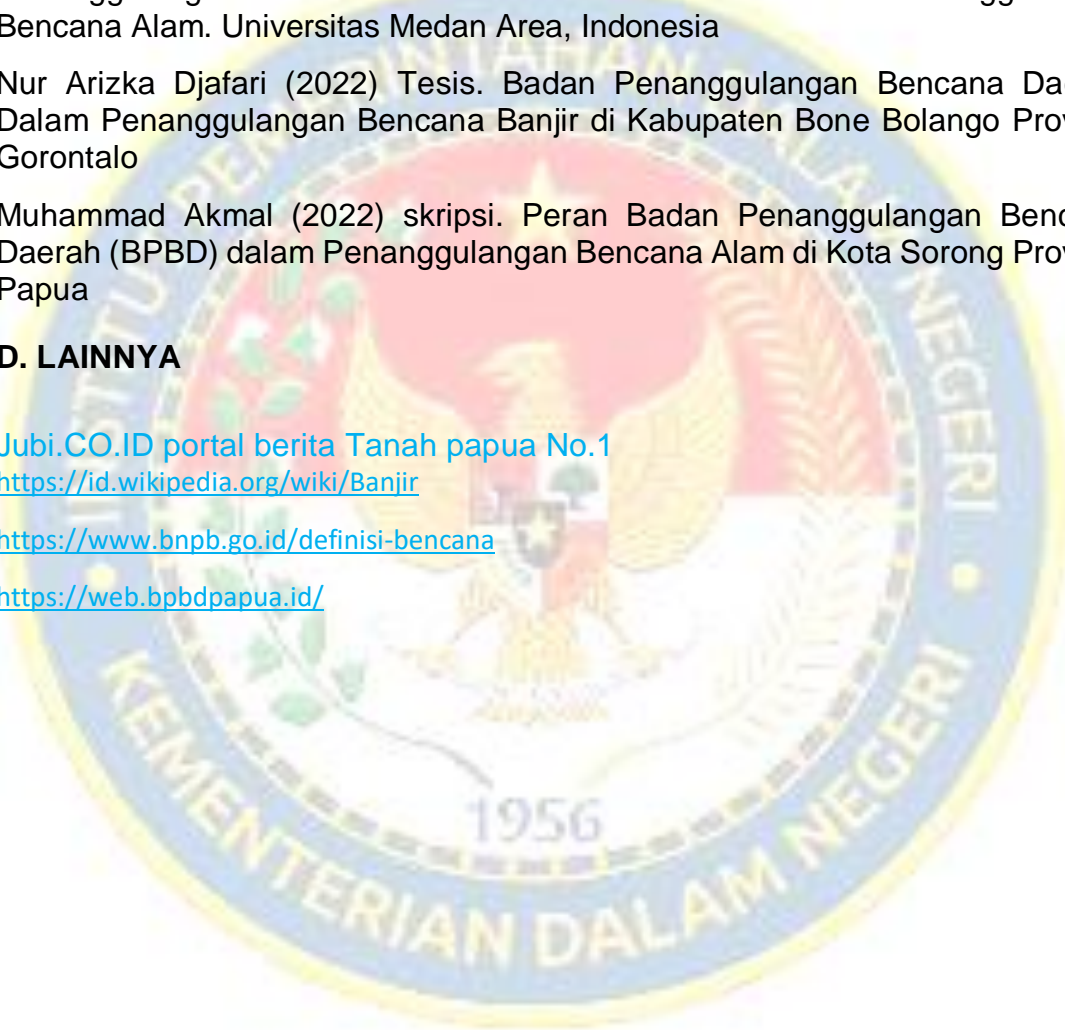 Bencana Alam. Universitas Medan Area, Indonesia
Nur Arizka Djafari (2022) Tesis. Badan Penanggulangan Bencana
Dalam Penanggulangan Bencana Banjir di Kabupaten Bone Bolango
Gorontalo
Muhammad Akmal (2022) skripsi. Peran Badan Penanggulangan
Daerah (BPBD) dalam Penanggulangan Bencana Alam di Kota Sorong
Papua
D. LAINNYA
Jubi.CO.ID portal berita Tanah papua No.1
https://id.wikipedia.org/wiki/Banjir
https://www.bnpb.go.id/definisi-bencana
https://web.bpbdpapua.id/
1956
KEMENTERIAN DALAM NEGERI